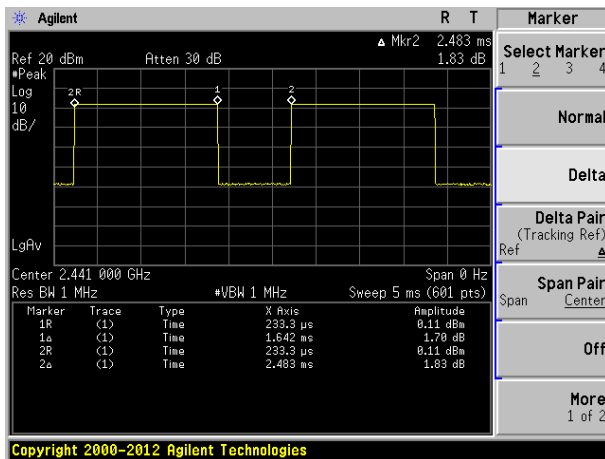 Agilent R T
Marker
Δ Mkr2 2.483 ms
Ref 20 dBm Atten 30 dB 1.83 dB
#Peak
Log
10
dB/
2R 1 2
LgAv
Center 2.441 000 GHz Span 0 Hz
Res BW 1 MHz #VBW 1 MHz Sweep 5 ms (601 pts)
Marker Trace Type X Axis Amplitude
1R (1) Time 233.3 µs 0.11 dBm
1Δ (1) Time 1.642 ms 1.70 dB
2R (1) Time 233.3 µs 0.11 dBm
2Δ (1) Time 2.483 ms 1.83 dB
Select Marker
1 2 3 4
Normal
Delta
Delta Pair
(Tracking Ref)
Ref Δ
Span Pair
Span Center
Off
More
1 of 2
Copyright 2000-2012 Agilent Technologies